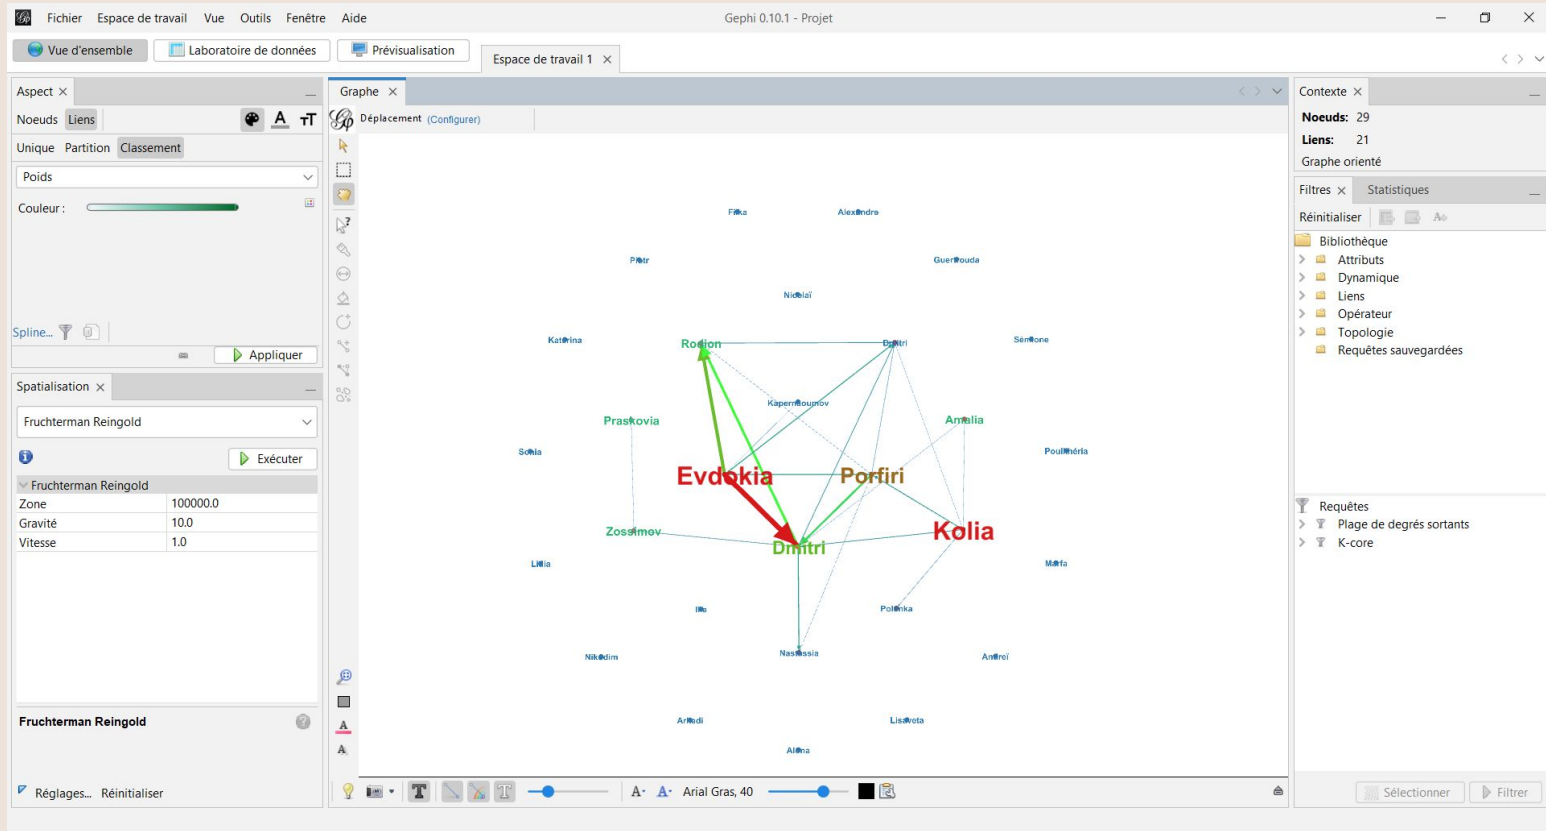 Fichier Espace de travail Vue Outils Fenêtre Aide
Gephi 0.10.1 - Projet
Vue d'ensemble
Laboratoire de données
Prévisualisation
Espace de travail 1
Aspect
Noeuds Liens
Unique Partition Classement
Poids
Couleur :
Spline...
Appliquer
Spatialisation
Fruchterman Reingold
Exécuter
Fruchterman Reingold
Zone 100000.0
Gravité 10.0
Vitesse 1.0
Fruchterman Reingold
Réglages... Réinitialiser
Graphe
Déplacement (Configurer)
Alexandre
Piotr
Nicolaï
Katerina
Rodion
Dmitri
Kapernaoumov
Praskovia
Amalia
Sonia
Evdokia
Porfiri
Zossimov
Kolia
Dmitri
Lidia
Marfa
Polenka
Nikodim
Nastassia
Andreï
Arkadi
Lisaveta
Aliona
Arial Gras, 40
Contexte
Noeuds: 29
Liens: 21
Graphe orienté
Filtres Statistiques
Réinitialiser
Bibliothèque
Attributs
Dynamique
Liens
Opérateur
Topologie
Requêtes sauvegardées
Requêtes
Plage de degrés sortants
K-core
Sélectionner
Filtrer